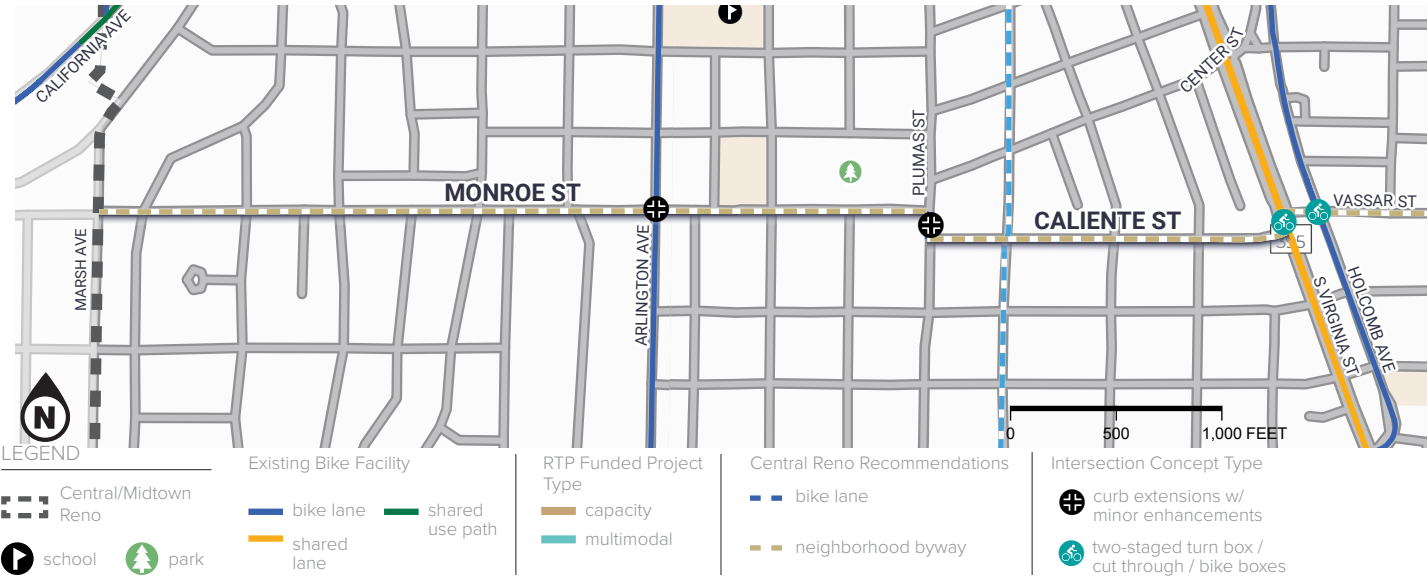 CALIFORNIA AVE
CENTER ST
PLUMAS ST
MONROE ST
VASSAR ST
CALIENTE ST
MARSH AVE
ARLINGTON AVE
S VIRGINIA ST
HOLCOMB AVE
N
0 500 1,000 FEET
LEGEND
Central/Midtown
Reno
school
park
Existing Bike Facility
bike lane
shared
use path
shared
lane
RTP Funded Project
Type
capacity
multimodal
Central Reno Recommendations
bike lane
neighborhood byway
Intersection Concept Type
curb extensions w/
minor enhancements
two-staged turn box /
cut through / bike boxes